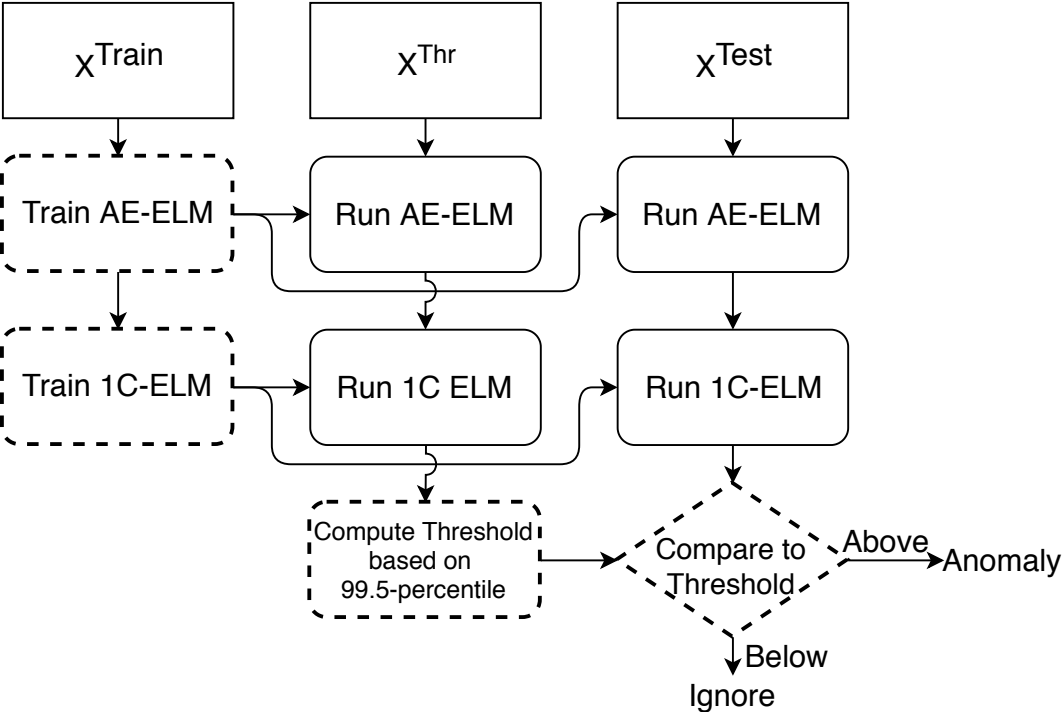 X^Train
X^Thr
X^Test
Train AE-ELM
Run AE-ELM
Run AE-ELM
Train 1C-ELM
Run 1C ELM
Run 1C-ELM
Compute Threshold
based on
99.5-percentile
Compare to
Threshold
Above
Anomaly
Below
Ignore